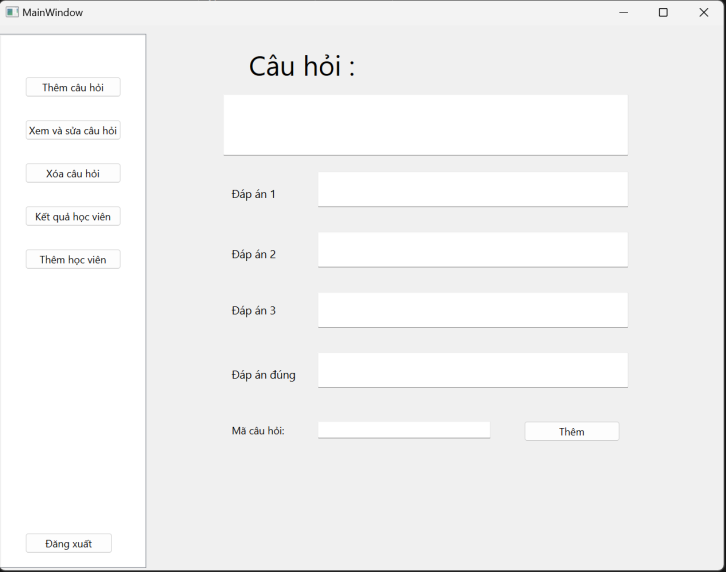 MainWindow
Thêm câu hỏi
Xem và sửa câu hỏi
Xóa câu hỏi
Kết quả học viên
Thêm học viên
Đăng xuất
Câu hỏi :
Đáp án 1
Đáp án 2
Đáp án 3
Đáp án đúng
Mã câu hỏi:
Thêm